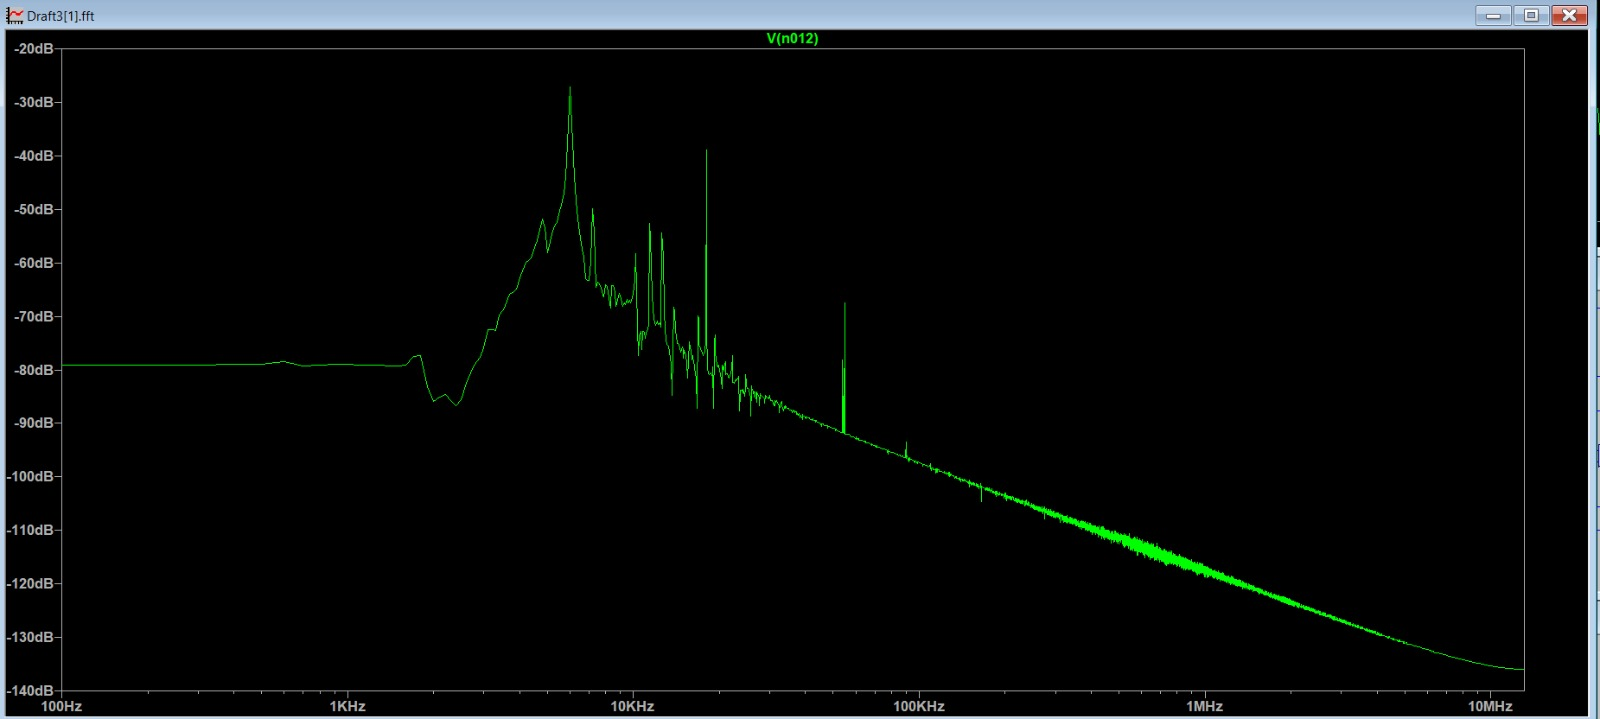 Draft3[1].fft
V(n012)
-20dB
-30dB
-40dB
-50dB
-60dB
-70dB
-80dB
-90dB
-100dB
-110dB
-120dB
-130dB
-140dB
100Hz 1KHz 10KHz 100KHz 1MHz 10MHz